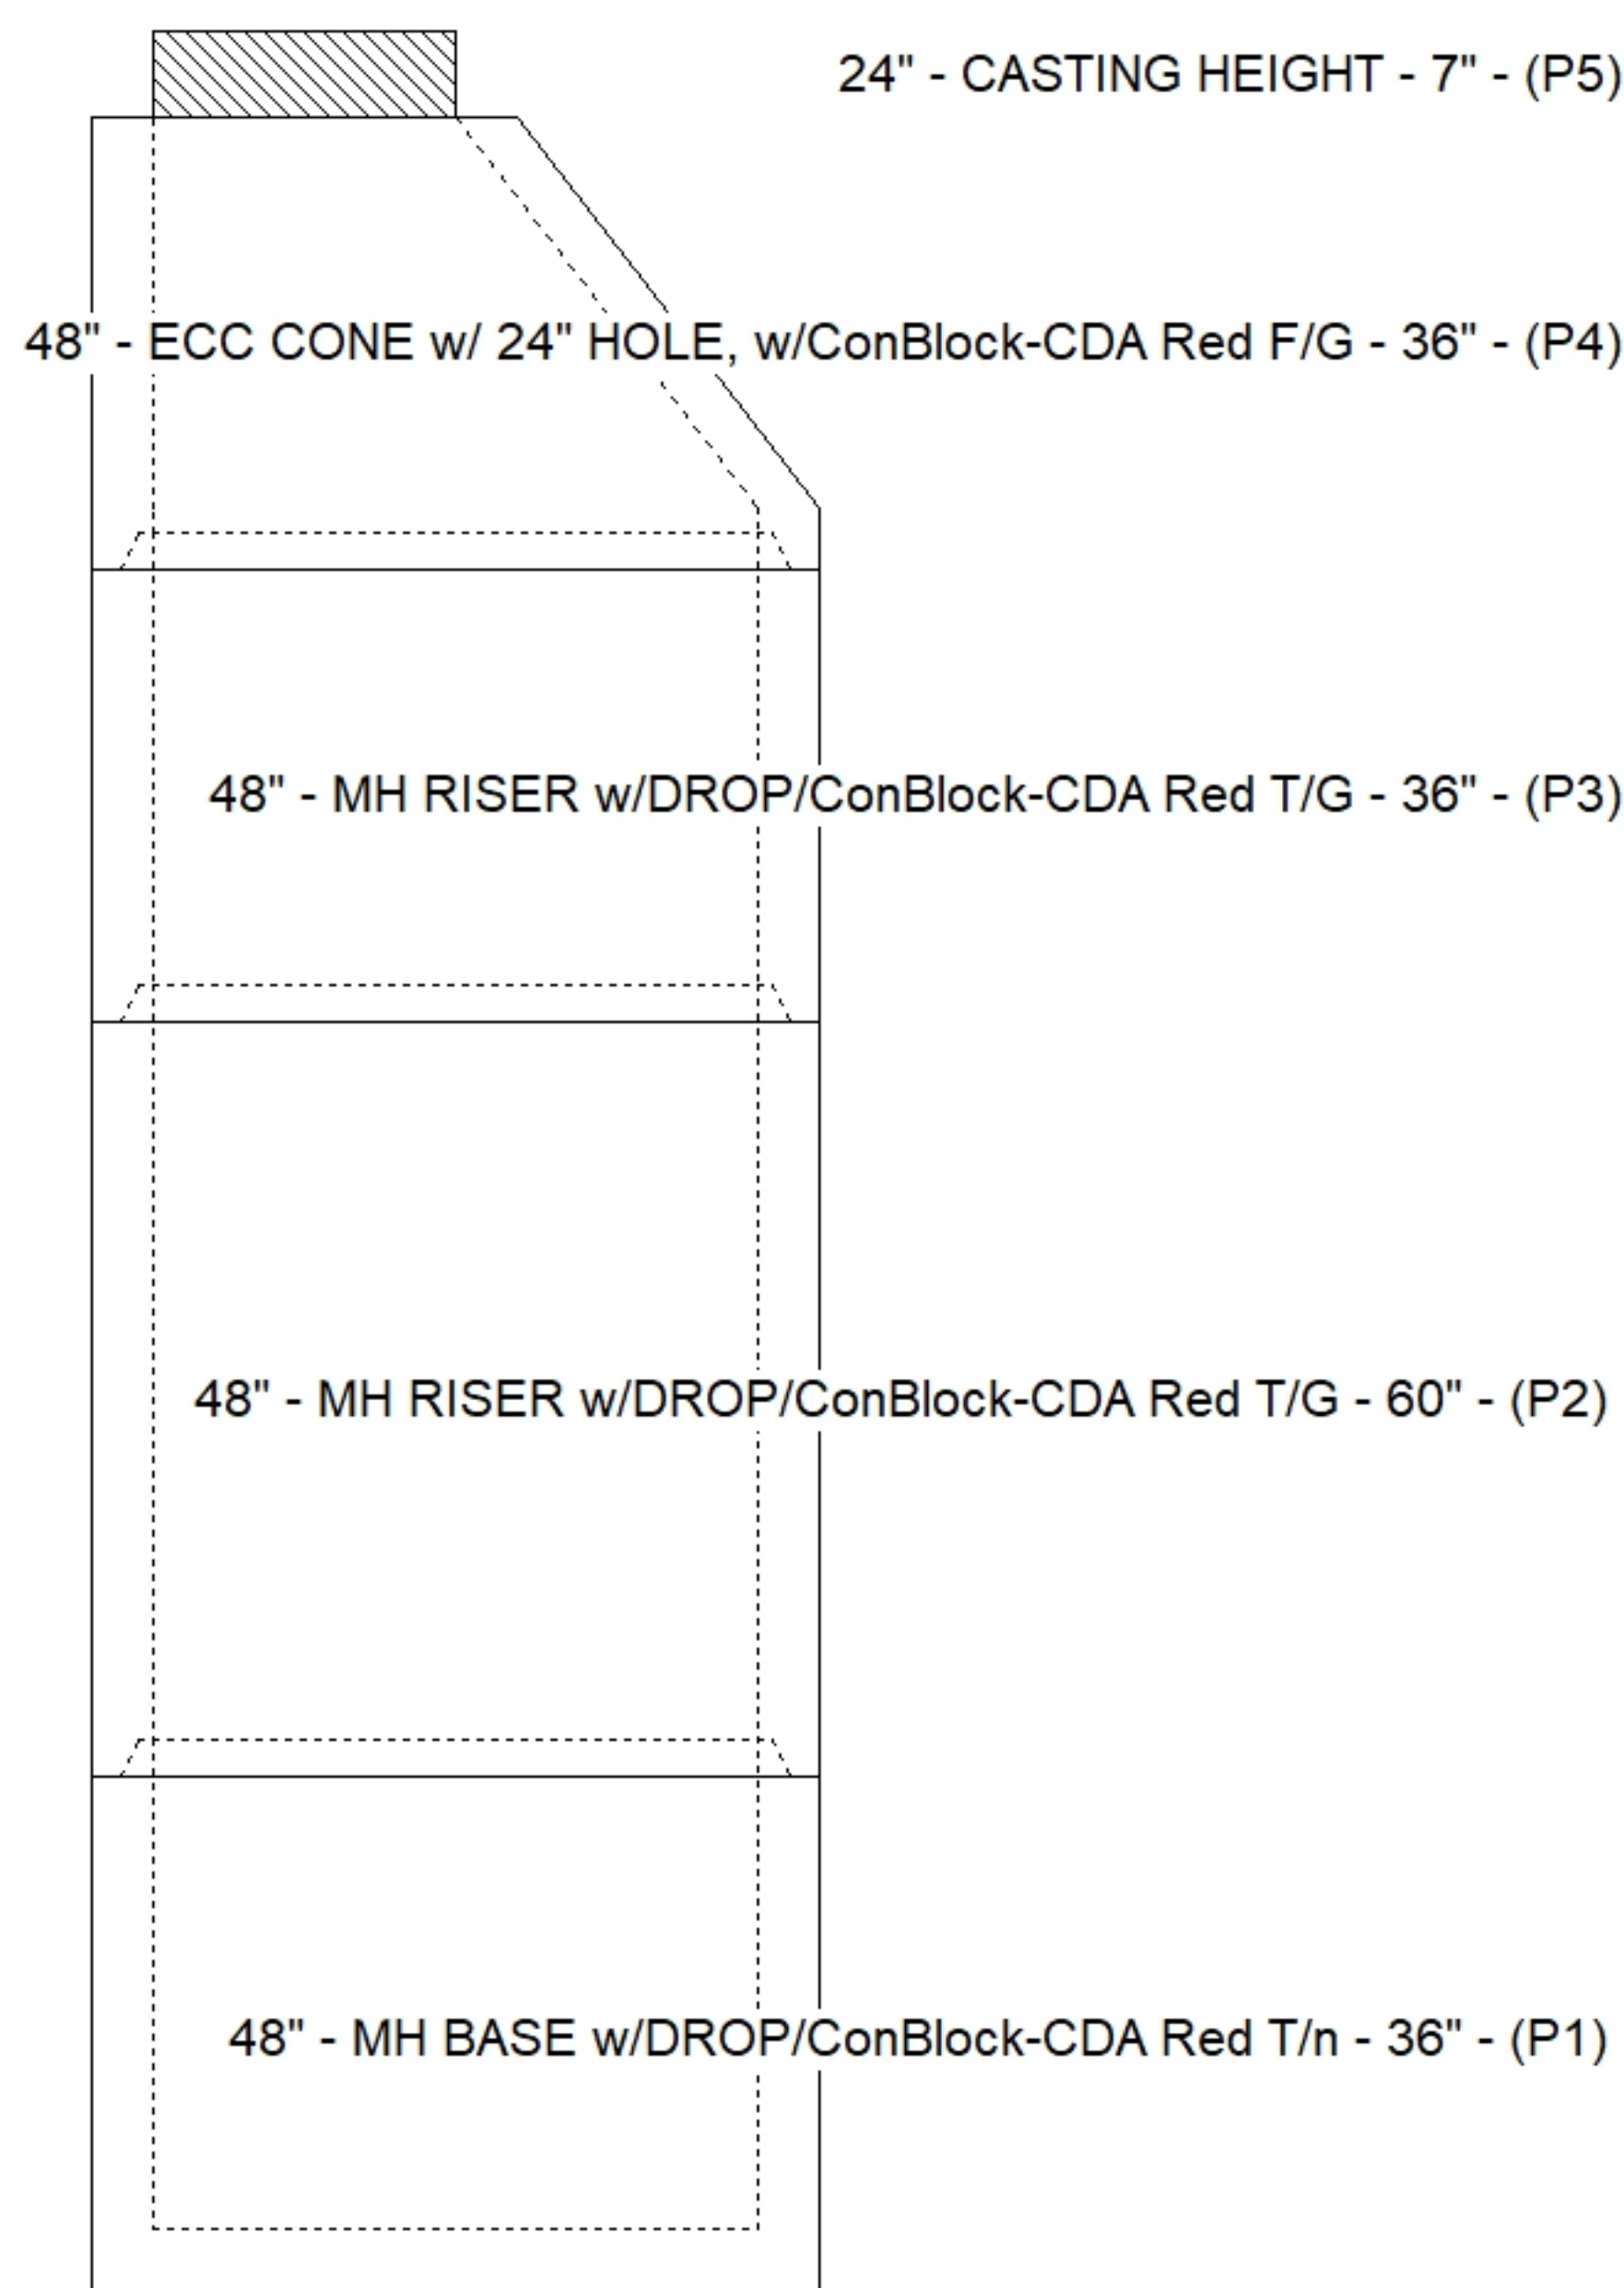 24" - CASTING HEIGHT - 7" - (P5)
48" - ECC CONE w/ 24" HOLE, w/ConBlock-CDA Red F/G - 36" - (P4)
48" - MH RISER w/DROP/ConBlock-CDA Red T/G - 36" - (P3)
48" - MH RISER w/DROP/ConBlock-CDA Red T/G - 60" - (P2)
48" - MH BASE w/DROP/ConBlock-CDA Red T/n - 36" - (P1)